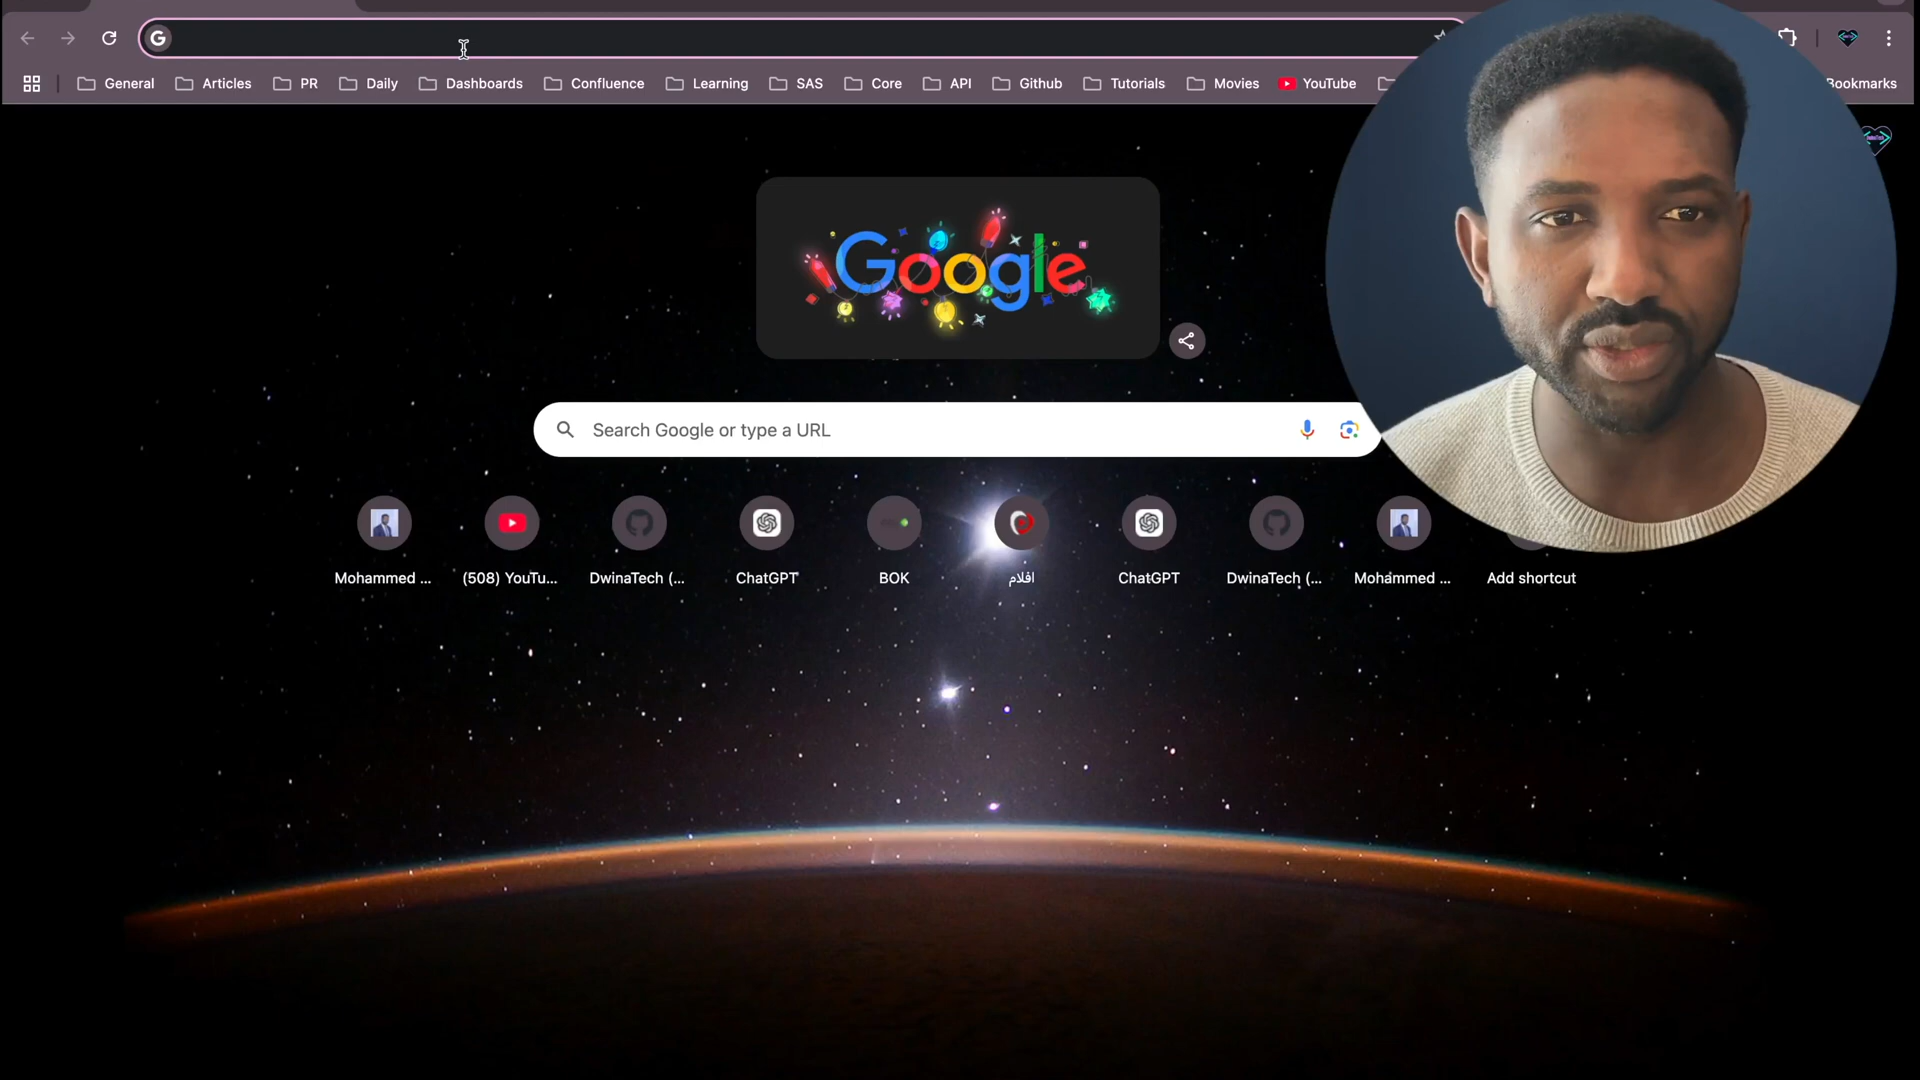 General Articles PR Daily Dashboards Confluence Learning SAS Core API Github Tutorials Movies YouTube Bookmarks
Google
Search Google or type a URL
Mohammed ... (508) YouTu... DwinaTech (... ChatGPT BOK افلام ChatGPT DwinaTech (... Mohammed ... Add shortcut